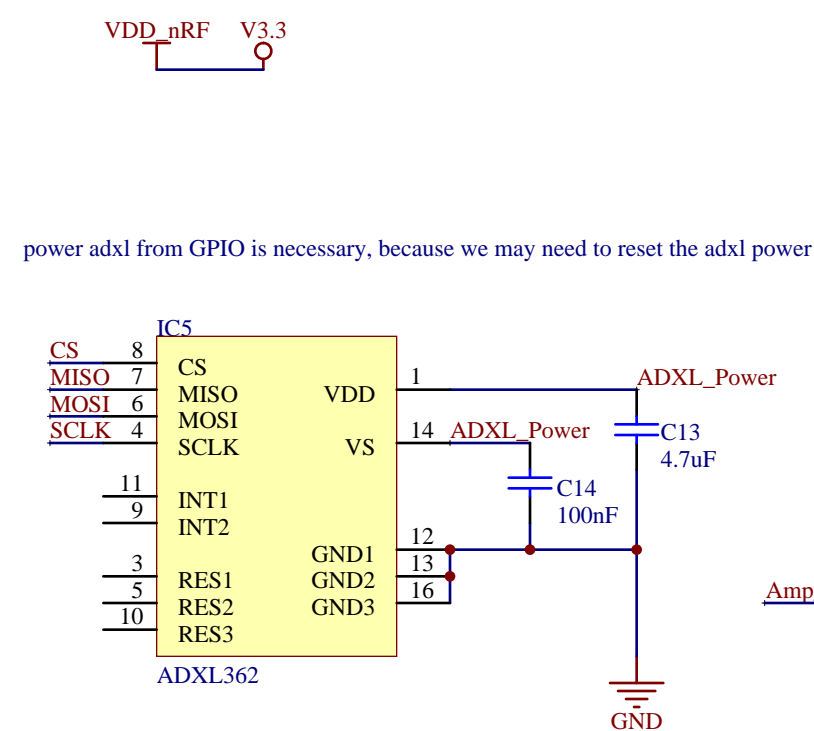 VDD_nRF V3.3
power adxl from GPIO is necessary, because we may need to reset the adxl power
IC5
CS 8 CS
MISO 7 MISO VDD 1 ADXL_Power
MOSI 6 MOSI
SCLK 4 SCLK VS 14 ADXL_Power C13
4.7uF
11 INT1 C14
9 INT2 100nF
GND1 12
3 RES1 GND2 13
5 RES2 GND3 16 Amp
10 RES3
ADXL362
GND